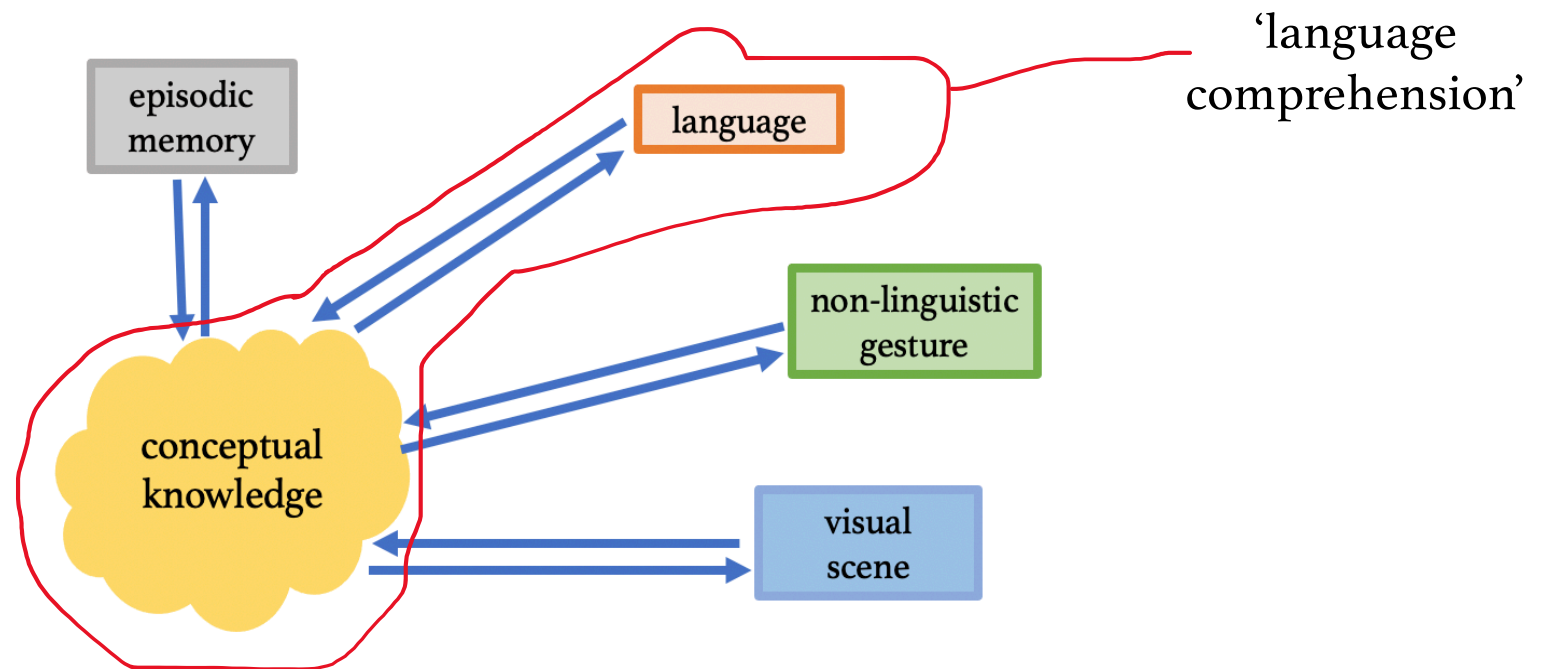 ‘language
comprehension’
episodic
memory
language
non-linguistic
gesture
conceptual
knowledge
visual
scene